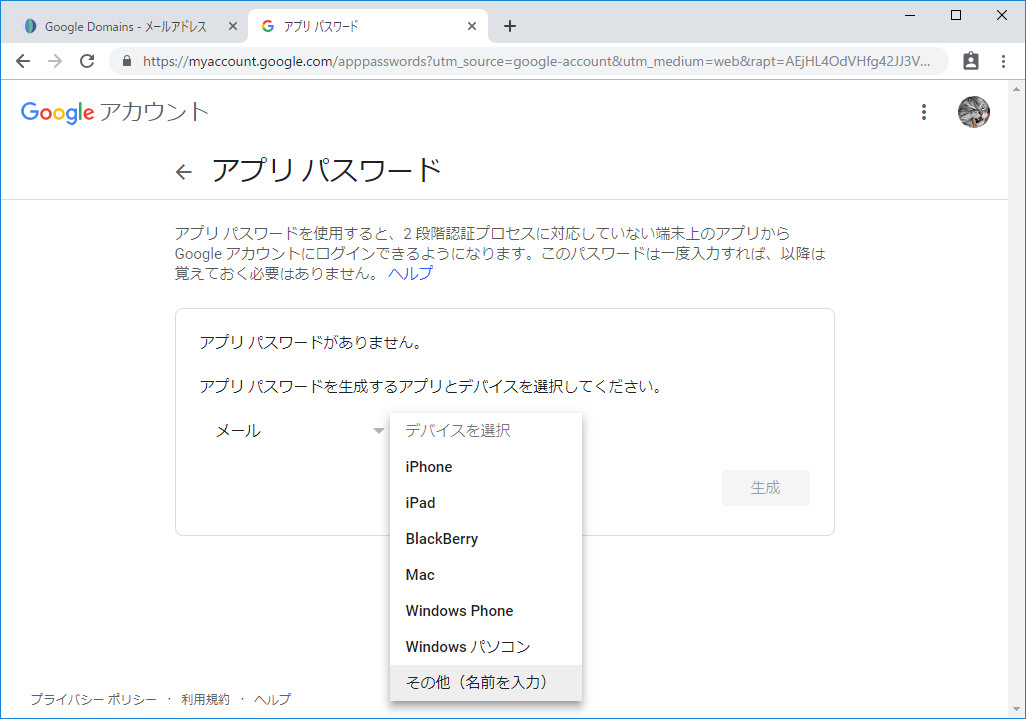 Google Domains - メールアドレス
アプリ パスワード
https://myaccount.google.com/apppasswords?utm_source=google-account&utm_medium=web&rapt=AEjHL4OdVHfg42JJ3V...
Google アカウント
アプリ パスワード
アプリ パスワードを使用すると、2 段階認証プロセスに対応していない端末上のアプリから
Google アカウントにログインできるようになります。このパスワードは一度入力すれば、以降は
覚えておく必要はありません。 ヘルプ
アプリ パスワードがありません。
アプリ パスワードを生成するアプリとデバイスを選択してください。
メール
デバイスを選択
iPhone
iPad
BlackBerry
Mac
Windows Phone
Windows パソコン
その他（名前を入力）
生成
プライバシー ポリシー ・ 利用規約 ・ ヘルプ